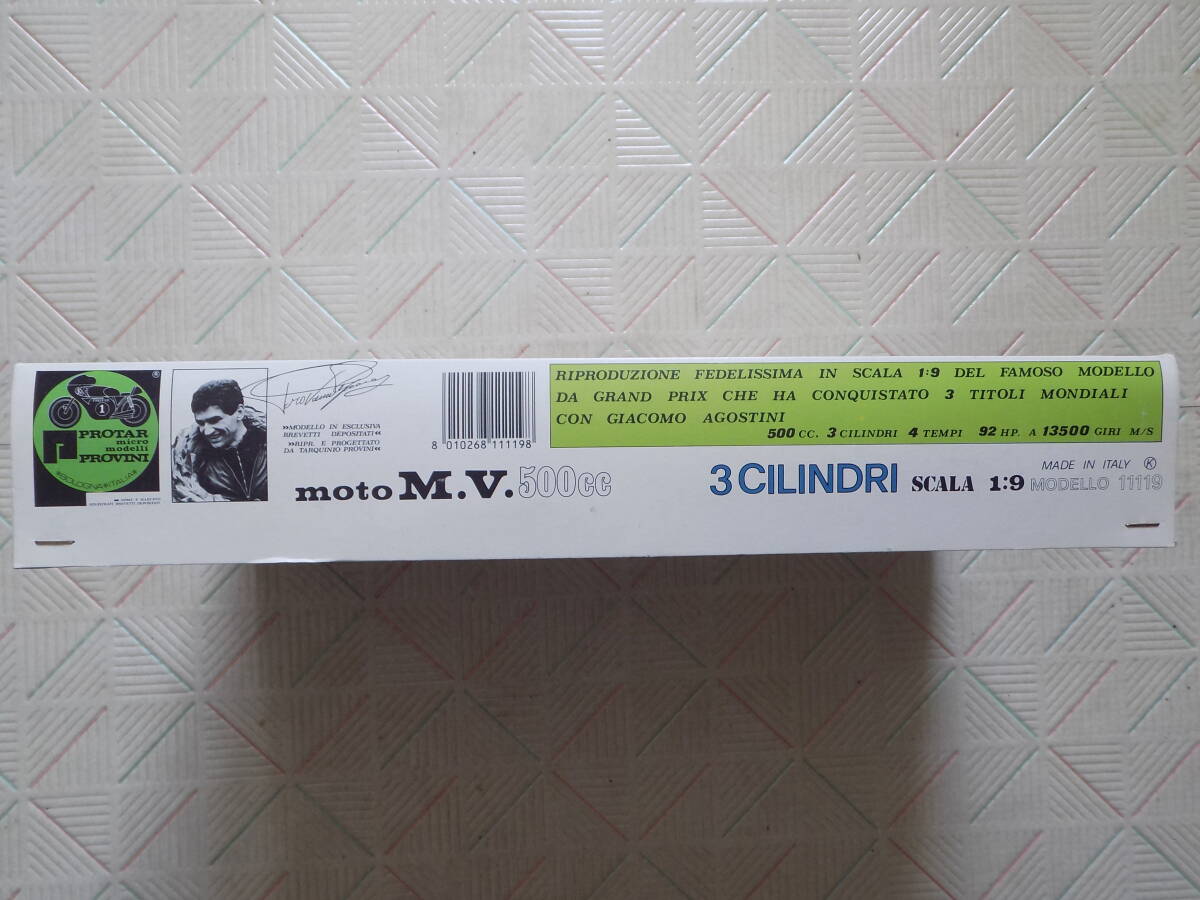 ®
1
PROTAR
micro
modelli
PROVINI
*BOLOGNA*ITALIA*
»MODELLO IN ESCLUSIVA
BREVETTI DEPOSITATI«
»RIPR. E PROGETTATO
DA TARQUINIO PROVINI«
8 010268 111198
RIPRODUZIONE FEDELISSIMA IN SCALA 1:9 DEL FAMOSO MODELLO
DA GRAND PRIX CHE HA CONQUISTATO 3 TITOLI MONDIALI
CON GIACOMO AGOSTINI
500 CC. 3 CILINDRI 4 TEMPI 92 HP. A 13500 GIRI M/S
moto M.V. 500cc
3 CILINDRI SCALA 1:9
MADE IN ITALY K
MODELLO 11119